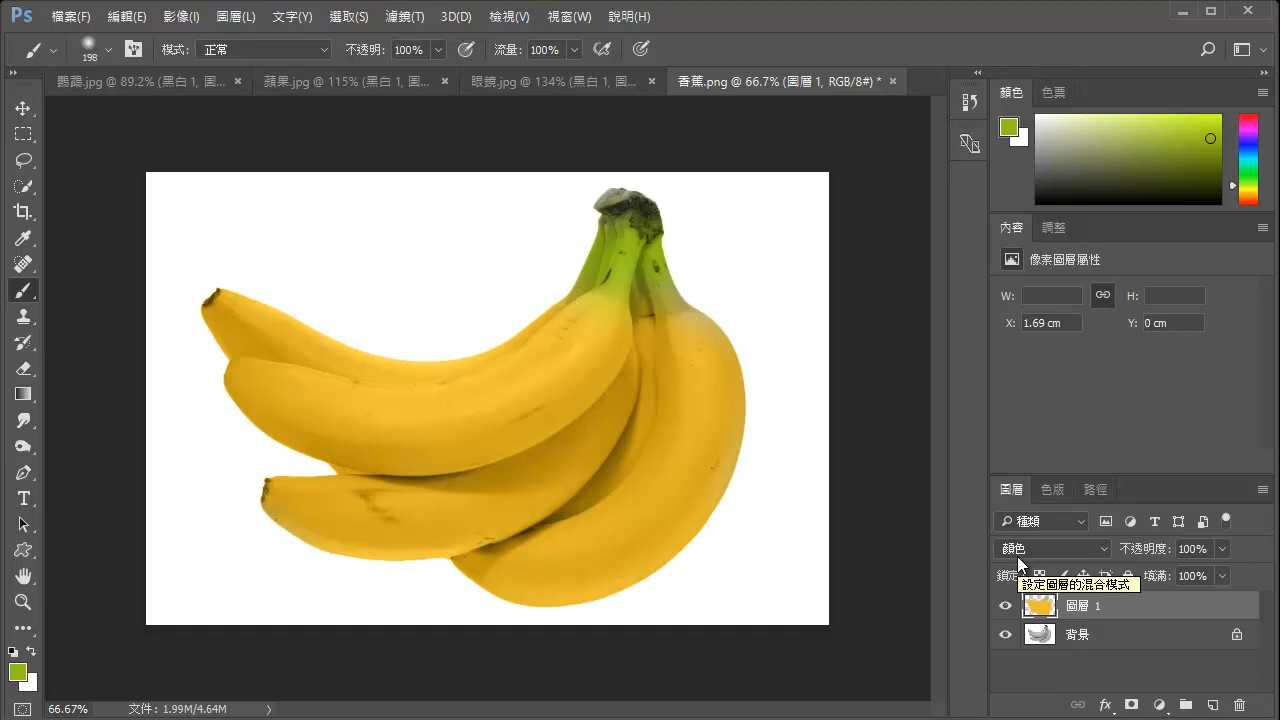 Ps 檔案(F) 編輯(E) 影像(I) 圖層(L) 文字(Y) 選取(S) 濾鏡(T) 3D(D) 檢視(V) 視窗(W) 說明(H)
198 模式: 正常 不透明: 100% 流量: 100%
鸚鵡.jpg @ 89.2% (黑白 1, 圖... × 蘋果.jpg @ 115% (黑白 1, 圖... × 眼鏡.jpg @ 134% (黑白 1, 圖... × 香蕉.png @ 66.7% (圖層 1, RGB/8#) * ×
顏色 色票
內容 調整
像素圖層屬性
W: H:
X: 1.69 cm Y: 0 cm
圖層 色版 路徑
種類
顏色 不透明度: 100%
鎖定 填滿: 100%
設定圖層的混合模式
圖層 1
背景
fx
66.67% 文件: 1.99M/4.64M